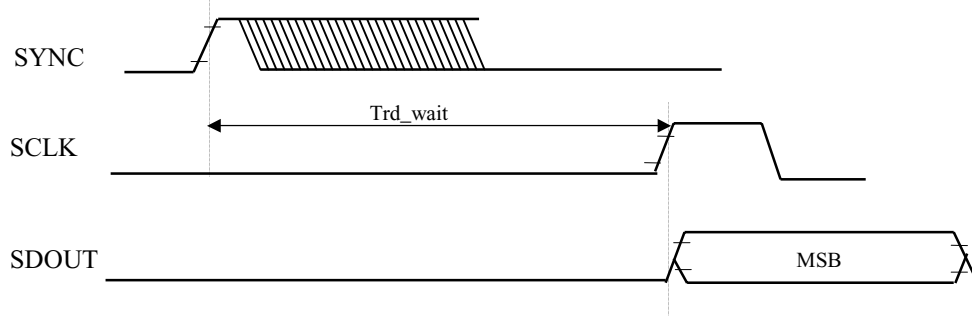 SYNC
Trd_wait
SCLK
SDOUT
MSB